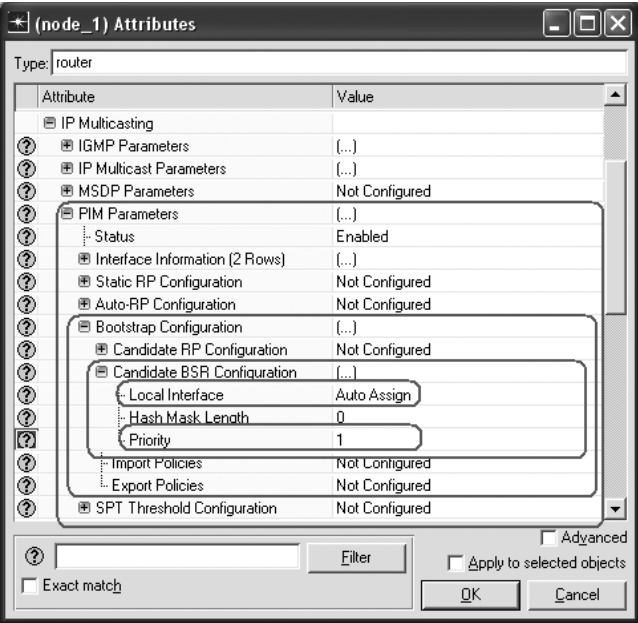 (node_1) Attributes
Type: router
Attribute Value
IP Multicasting
IGMP Parameters (...)
IP Multicast Parameters (...)
MSDP Parameters Not Configured
PIM Parameters (...)
Status Enabled
Interface Information (2 Rows) (...)
Static RP Configuration Not Configured
Auto-RP Configuration Not Configured
Bootstrap Configuration (...)
Candidate RP Configuration Not Configured
Candidate BSR Configuration (...)
Local Interface Auto Assign
Hash Mask Length 0
Priority 1
Import Policies Not Configured
Export Policies Not Configured
SPT Threshold Configuration Not Configured
Advanced
Filter
Apply to selected objects
Exact match
OK Cancel